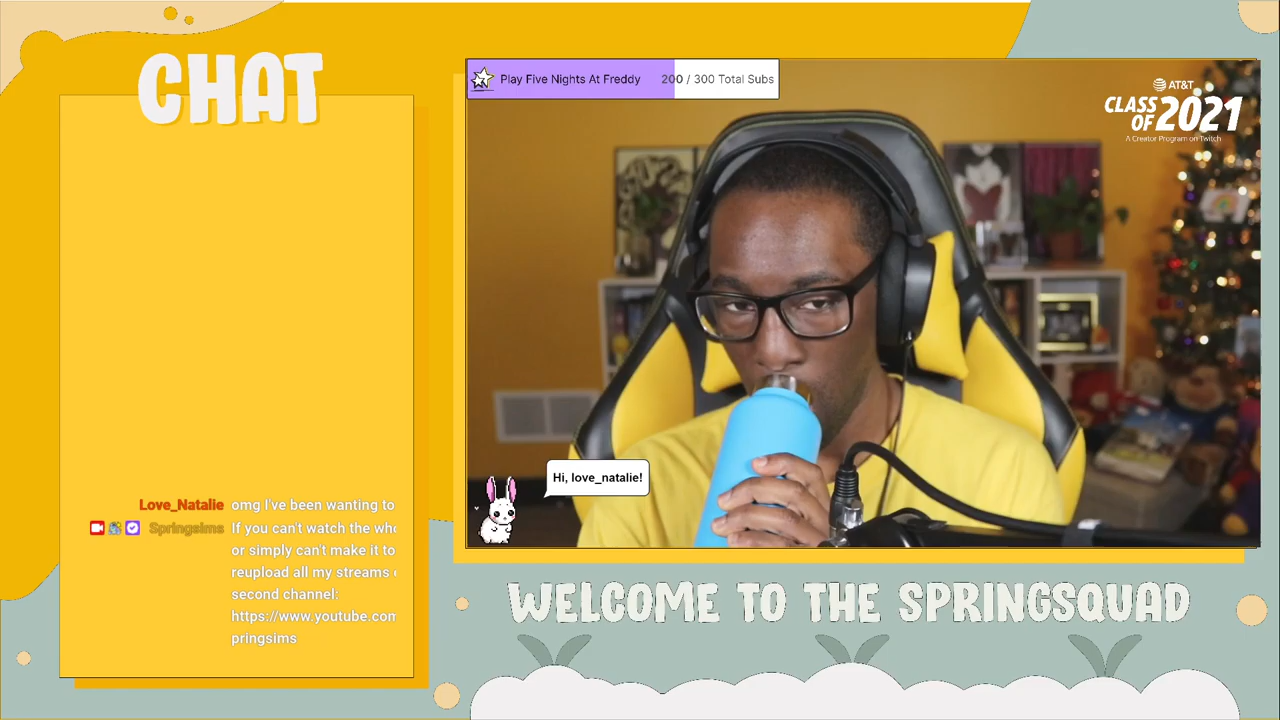 CHAT
Play Five Nights At Freddy 200 / 300 Total Subs
AT&T
CLASS
OF 2021
A Creator Program on Twitch
Hi, love_natalie!
Love_Natalie omg I've been wanting to
Springsims If you can't watch the who
or simply can't make it to
reupload all my streams
second channel:
https://www.youtube.com
pringsims
WELCOME TO THE SPRINGSQUAD